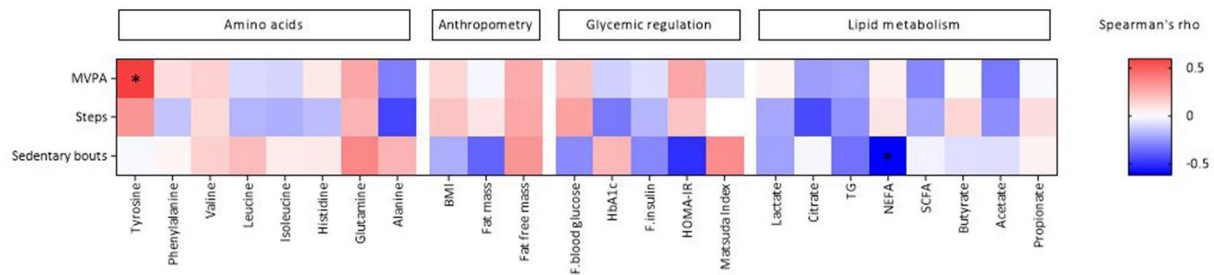 Amino acids
Anthropometry
Glycemic regulation
Lipid metabolism
Spearman's rho
MVPA
Steps
Sedentary bouts
*
*
0.5
0
-0.5
Tyrosine
Phenylalanine
Valine
Leucine
Isoleucine
Histidine
Glutamine
Alanine
BMI
Fat mass
Fat free mass
F.blood glucose
HbA1c
F.insulin
HOMA-IR
Matsuda Index
Lactate
Citrate
TG
NEFA
SCFA
Butyrate
Acetate
Propionate